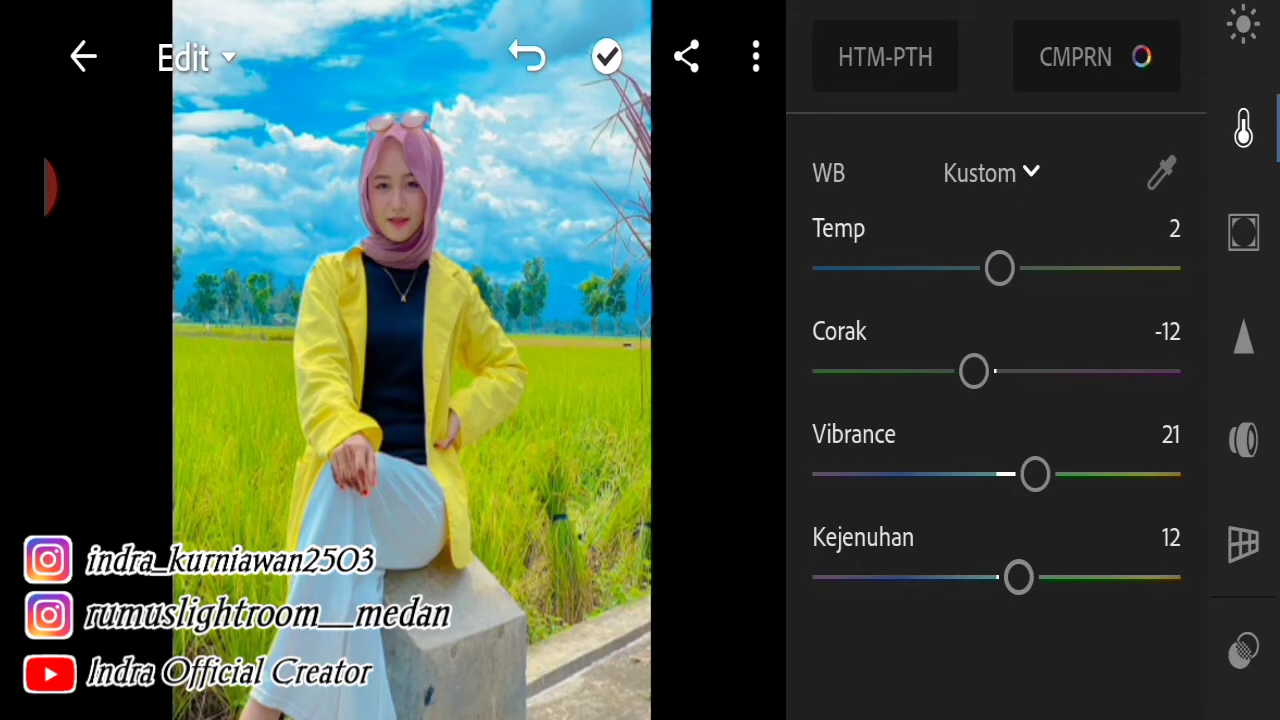 Edit
HTM-PTH
CMPRN
WB
Kustom
Temp
2
Corak
-12
Vibrance
21
Kejenuhan
12
indra_kurniawan2503
rumuslightroom__medan
Indra Official Creator